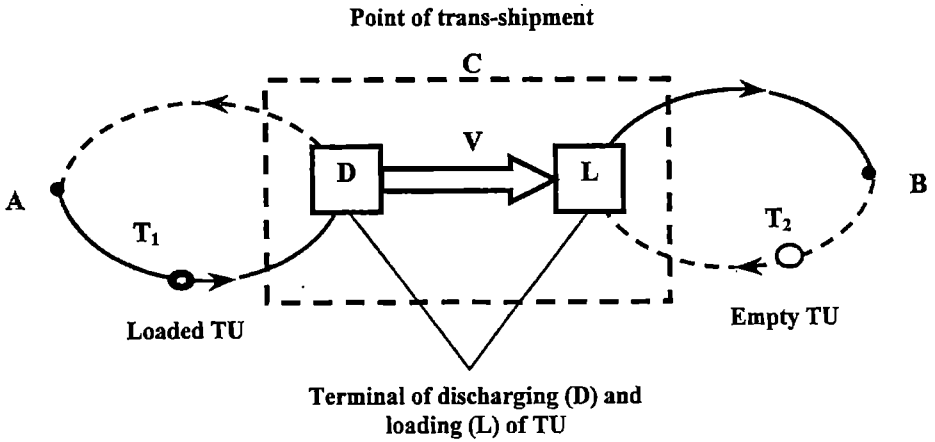 Point of trans-shipment
C
V
D
L
A
B
T₁
T₂
Loaded TU
Empty TU
Terminal of discharging (D) and
loading (L) of TU